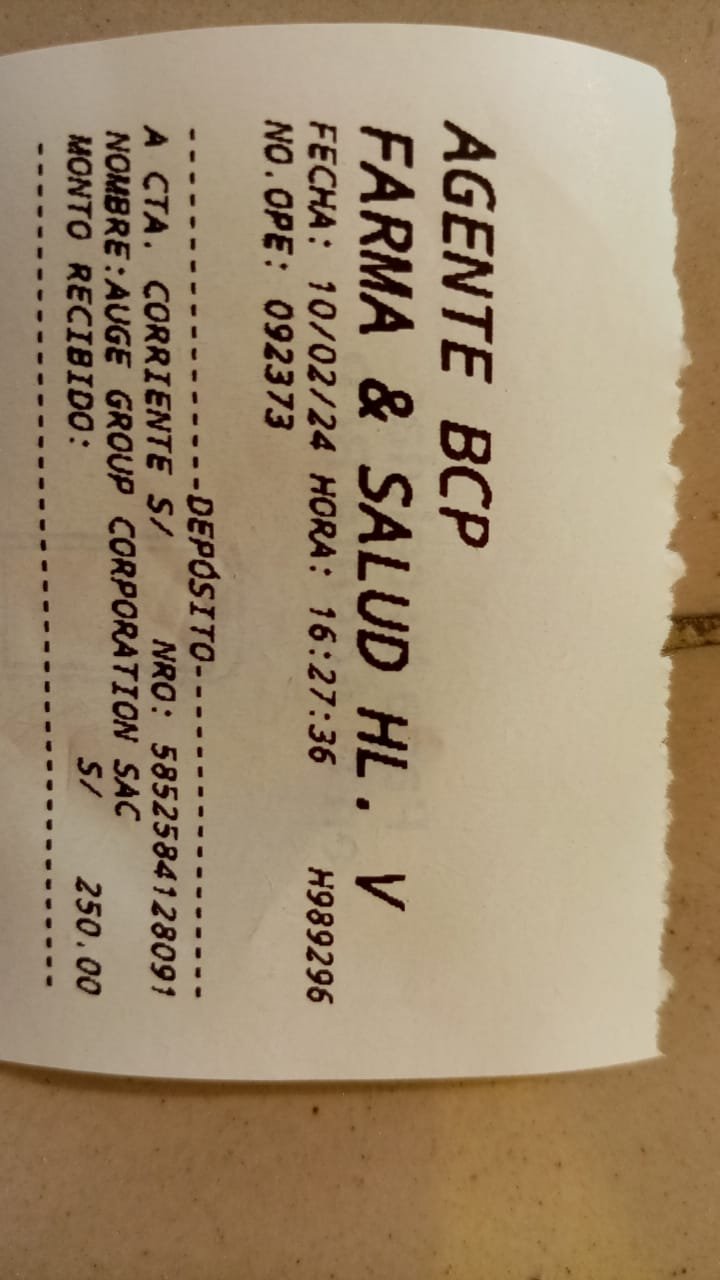 AGENTE BCP
FARMA & SALUD HL. V
FECHA: 10/02/24 HORA: 16:27:36 H989296
NO.OPE: 092373
------------------DEPÓSITO------------------
A CTA. CORRIENTE S/ NRO: 5852584128091
NOMBRE:AUGE GROUP CORPORATION SAC
MONTO RECIBIDO: S/ 250.00
--------------------------------------------